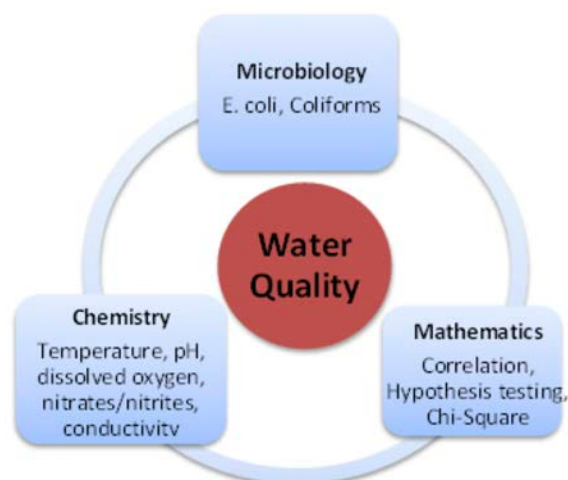 Microbiology
E. coli, Coliforms
Water
Quality
Chemistry
Temperature, pH,
dissolved oxygen,
nitrates/nitrites,
conductivity
Mathematics
Correlation,
Hypothesis testing,
Chi-Square